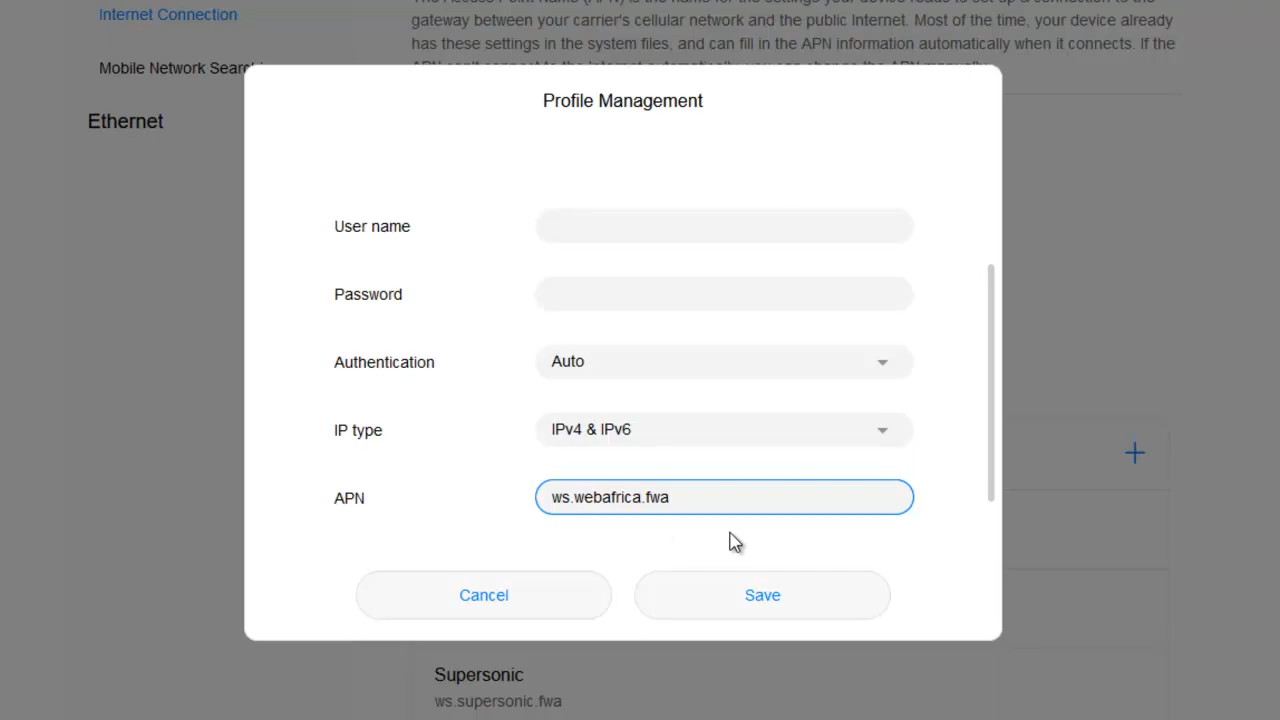 Internet Connection
gateway between your carrier's cellular network and the public Internet. Most of the time, your device already
has these settings in the system files, and can fill in the APN information automatically when it connects. If the
Mobile Network Search
Profile Management
Ethernet
User name
Password
Authentication Auto
IP type IPv4 & IPv6
APN ws.webafrica.fwa
Cancel Save
Supersonic
ws.supersonic.fwa